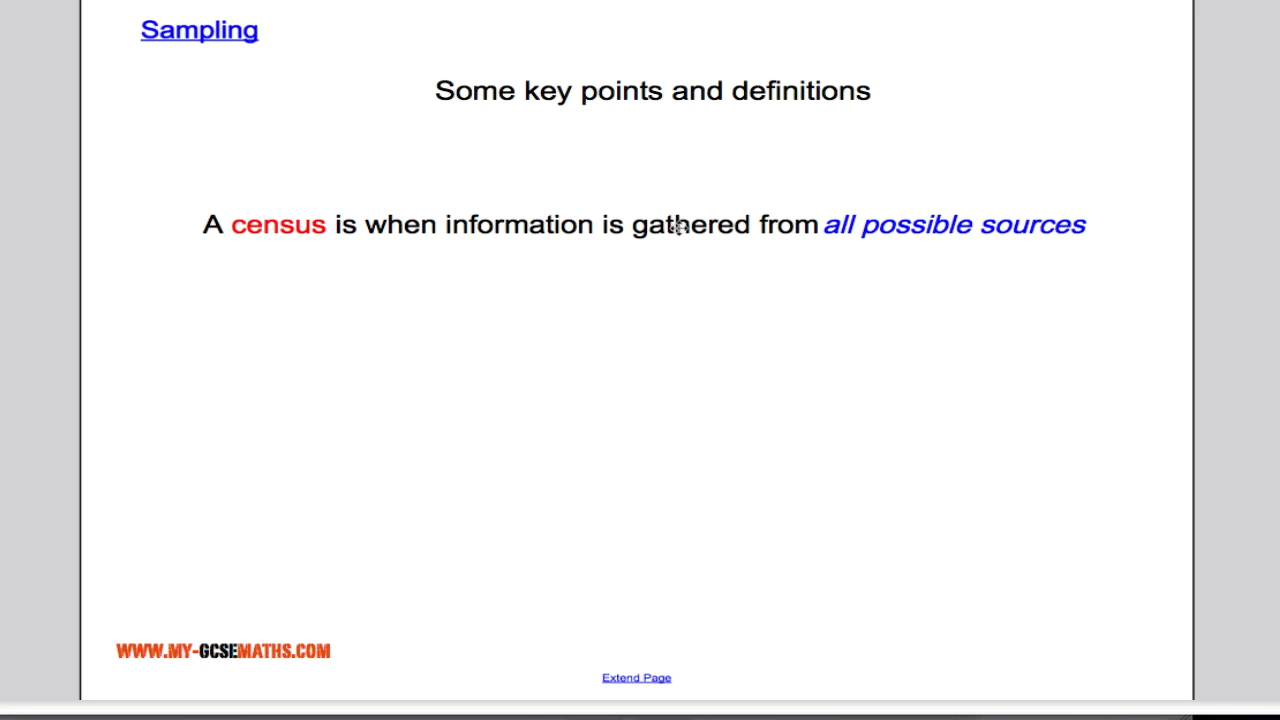 Sampling
Some key points and definitions
A census is when information is gathered from all possible sources
WWW.MY-GCSEMATHS.COM
Extend Page